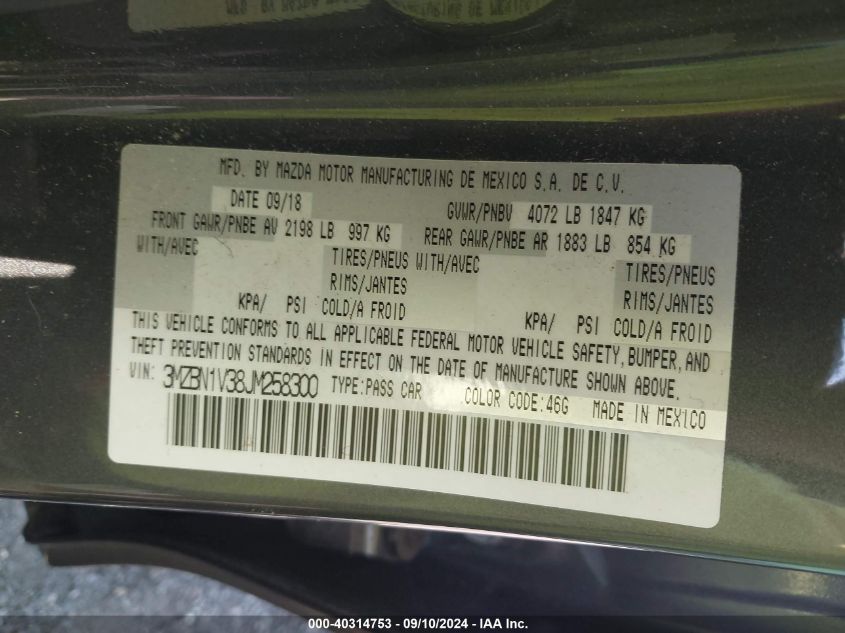 MFD. BY MAZDA MOTOR MANUFACTURING DE MEXICO S.A. DE C.V.
DATE 09/18 GVWR/PNBV 4072 LB 1847 KG
FRONT GAWR/PNBE AV 2198 LB 997 KG REAR GAWR/PNBE AR 1883 LB 854 KG
WITH/AVEC TIRES/PNEUS WITH/AVEC TIRES/PNEUS
RIMS/JANTES RIMS/JANTES
KPA/ PSI COLD/A FROID KPA/ PSI COLD/A FROID
THIS VEHICLE CONFORMS TO ALL APPLICABLE FEDERAL MOTOR VEHICLE SAFETY, BUMPER, AND
THEFT PREVENTION STANDARDS IN EFFECT ON THE DATE OF MANUFACTURE SHOWN ABOVE.
VIN: 3MZBN1V38JM258300 TYPE:PASS CAR COLOR CODE:46G MADE IN MEXICO
000-40314753 - 09/10/2024 - IAA Inc.